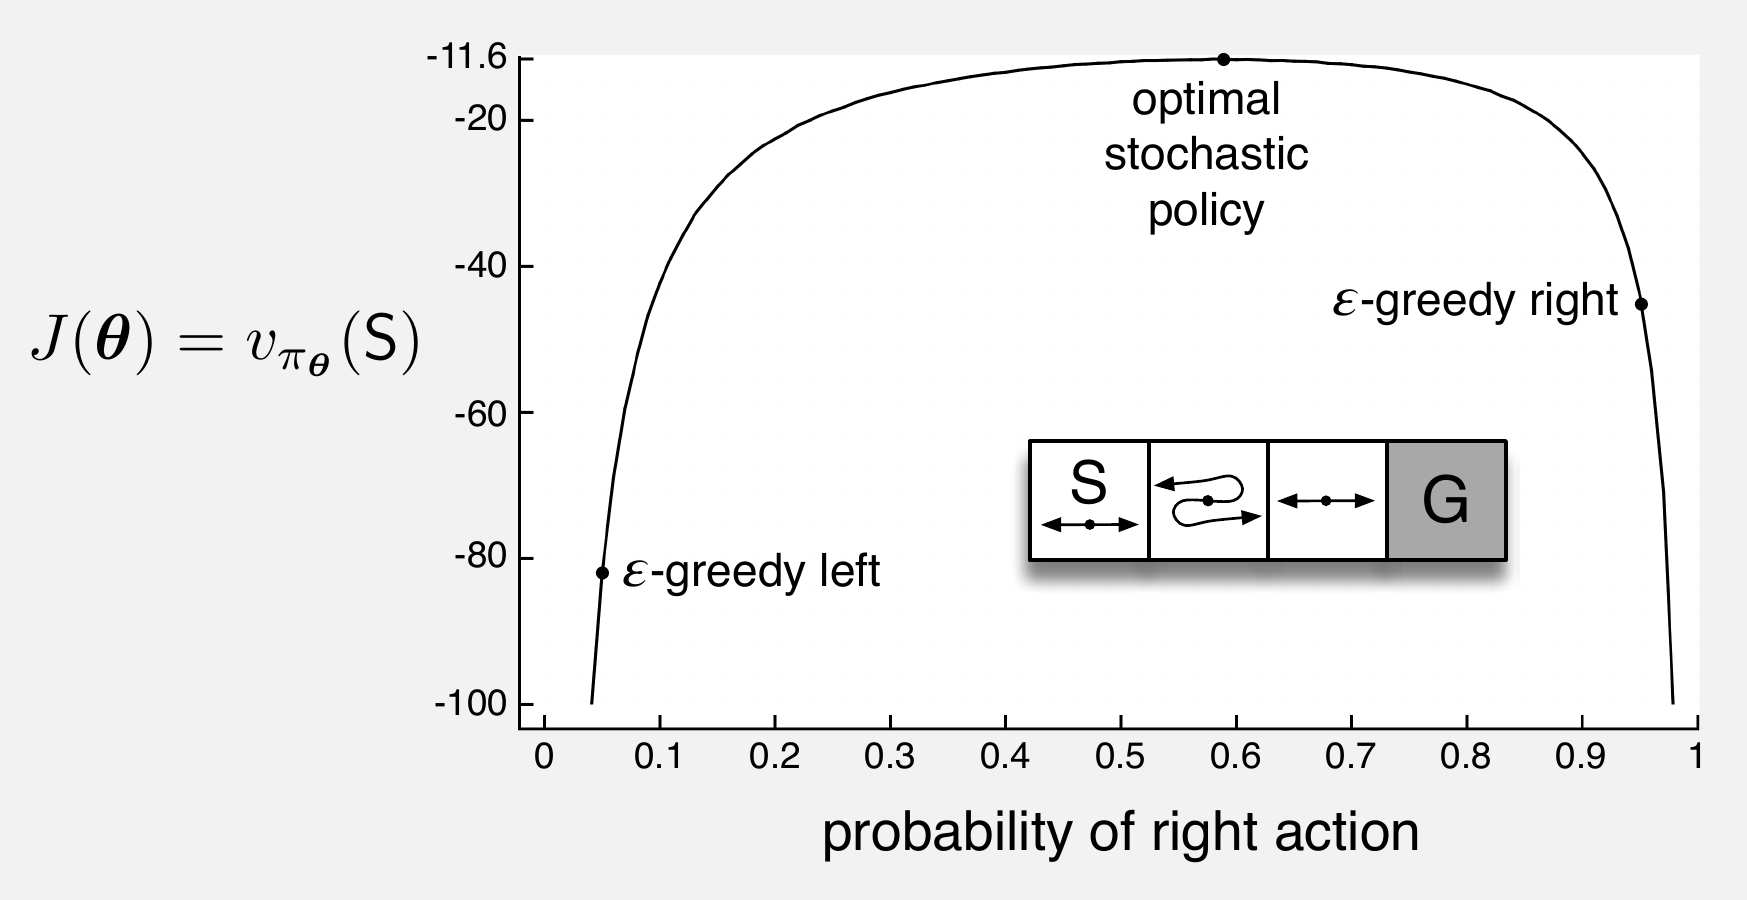 -11.6
-20
-40
-60
-80
-100
J(θ) = vπθ(S)
optimal
stochastic
policy
ε-greedy right
ε-greedy left
S
G
0 0.1 0.2 0.3 0.4 0.5 0.6 0.7 0.8 0.9 1
probability of right action